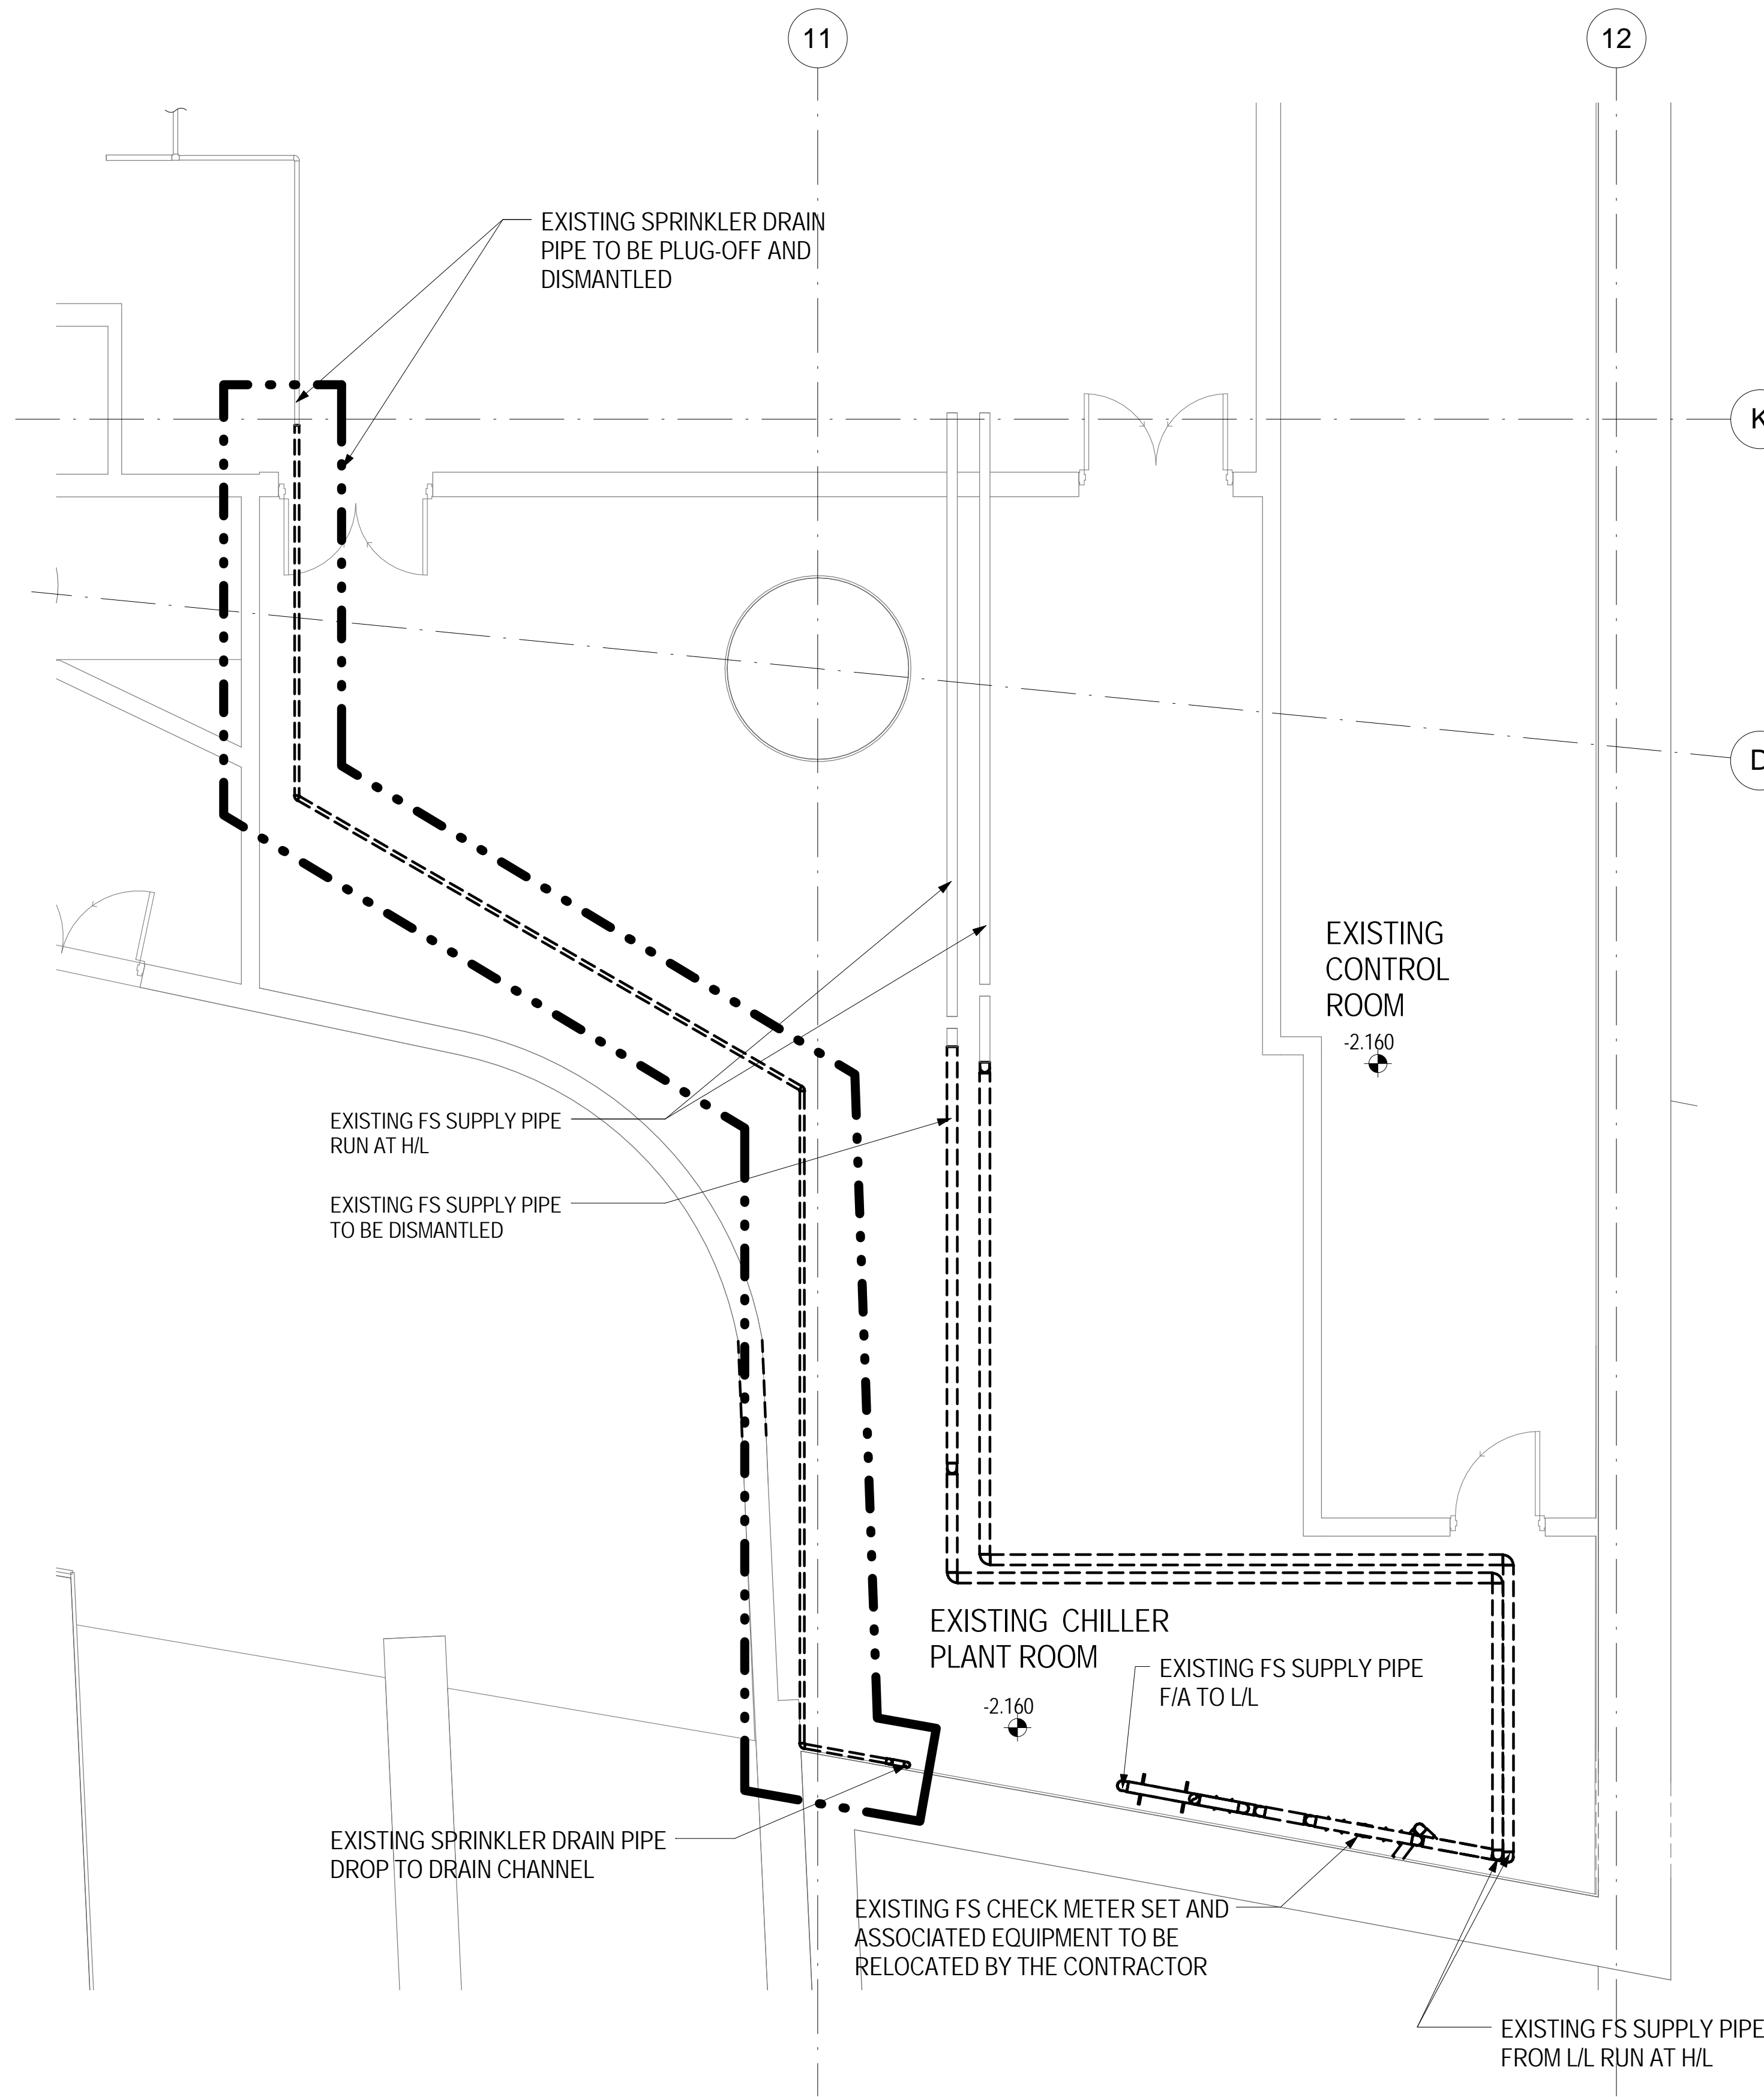 11
12
EXISTING SPRINKLER DRAIN
PIPE TO BE PLUG-OFF AND
DISMANTLED
K
D
EXISTING
CONTROL
ROOM
-2.160
EXISTING FS SUPPLY PIPE
RUN AT H/L
EXISTING FS SUPPLY PIPE
TO BE DISMANTLED
EXISTING CHILLER
PLANT ROOM
-2.160
EXISTING FS SUPPLY PIPE
F/A TO L/L
EXISTING SPRINKLER DRAIN PIPE
DROP TO DRAIN CHANNEL
EXISTING FS CHECK METER SET AND
ASSOCIATED EQUIPMENT TO BE
RELOCATED BY THE CONTRACTOR
EXISTING FS SUPPLY PIPE
FROM L/L RUN AT H/L